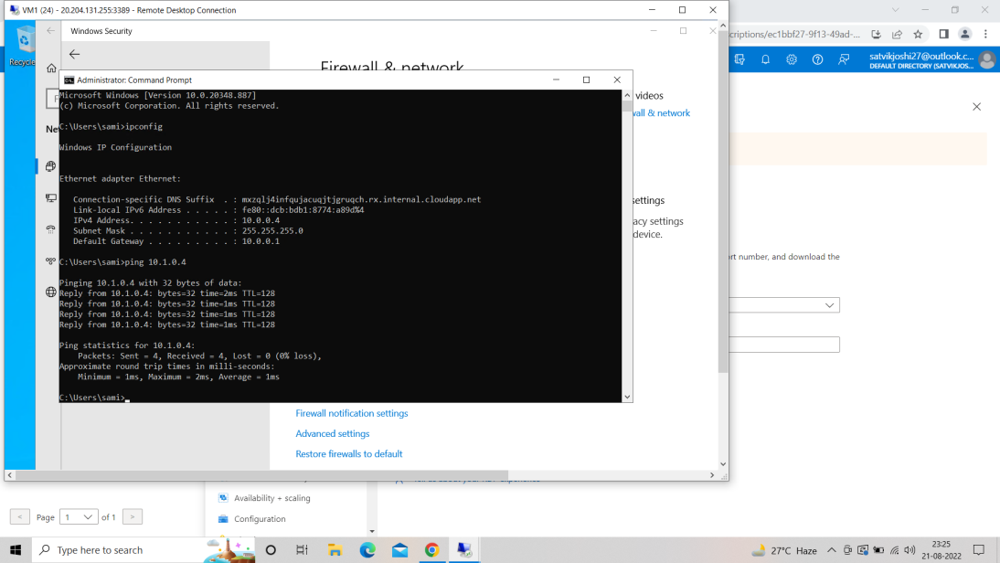 VM1 (24) - 20.204.131.255:3389 - Remote Desktop Connection
Windows Security
criptions/ec1bbf27-9f13-49ad-...
Recycle
satvikjoshi27@outlook.c...
DEFAULT DIRECTORY (SATVIKJOS...
Firewall & network
Administrator: Command Prompt
Microsoft Windows [Version 10.0.20348.887]
(c) Microsoft Corporation. All rights reserved.
C:\Users\sami>ipconfig
Windows IP Configuration
Ethernet adapter Ethernet:
Connection-specific DNS Suffix . : mxzqlj4infqujacuqjtjgruqch.rx.internal.cloudapp.net
Link-local IPv6 Address . . . . . : fe80::dcb:bdb1:8774:a89d%4
IPv4 Address. . . . . . . . . . . : 10.0.0.4
Subnet Mask . . . . . . . . . . . : 255.255.255.0
Default Gateway . . . . . . . . . : 10.0.0.1
C:\Users\sami>ping 10.1.0.4
Pinging 10.1.0.4 with 32 bytes of data:
Reply from 10.1.0.4: bytes=32 time=2ms TTL=128
Reply from 10.1.0.4: bytes=32 time=1ms TTL=128
Reply from 10.1.0.4: bytes=32 time=1ms TTL=128
Reply from 10.1.0.4: bytes=32 time=1ms TTL=128
Ping statistics for 10.1.0.4:
Packets: Sent = 4, Received = 4, Lost = 0 (0% loss),
Approximate round trip times in milli-seconds:
Minimum = 1ms, Maximum = 2ms, Average = 1ms
C:\Users\sami>
Ne
videos
wall & network
settings
acy settings
device.
ort number, and download the
Firewall notification settings
Advanced settings
Restore firewalls to default
Availability + scaling
Configuration
< Page 1 of 1 >
Type here to search
27°C Haze
23:25
21-08-2022